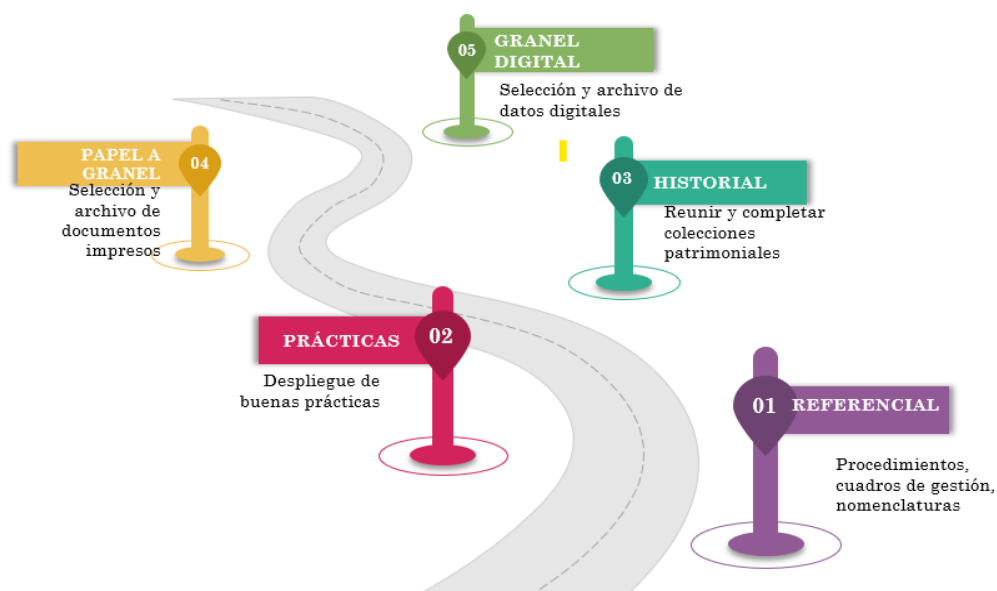 05
GRANEL
DIGITAL
Selección y archivo de
datos digitales
04
PAPEL A
GRANEL
Selección y
archivo de
documentos
impresos
03
HISTORIAL
Reunir y completar
colecciones
patrimoniales
02
PRÁCTICAS
Despliegue de
buenas prácticas
01
REFERENCIAL
Procedimientos,
cuadros de gestión,
nomenclaturas